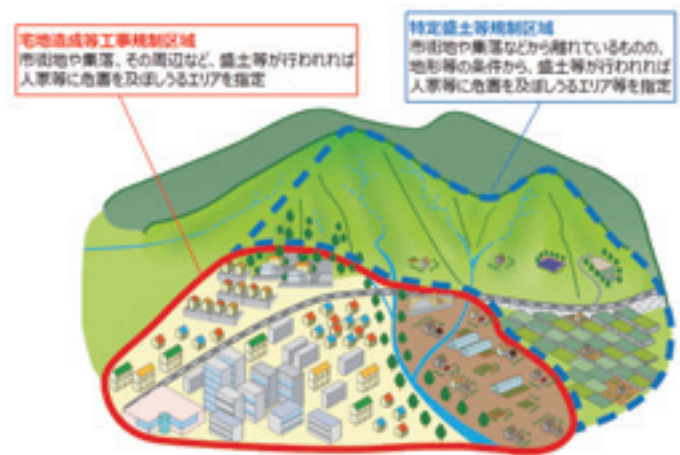 宅地造成等工事規制区域
市街地や集落、その周辺など、盛土等が行われれば
人家等に危害を及ぼしうるエリアを指定
特定盛土等規制区域
市街地や集落などから離れているものの、
地形等の条件から、盛土等が行われれば
人家等に危害を及ぼしうるエリア等を指定